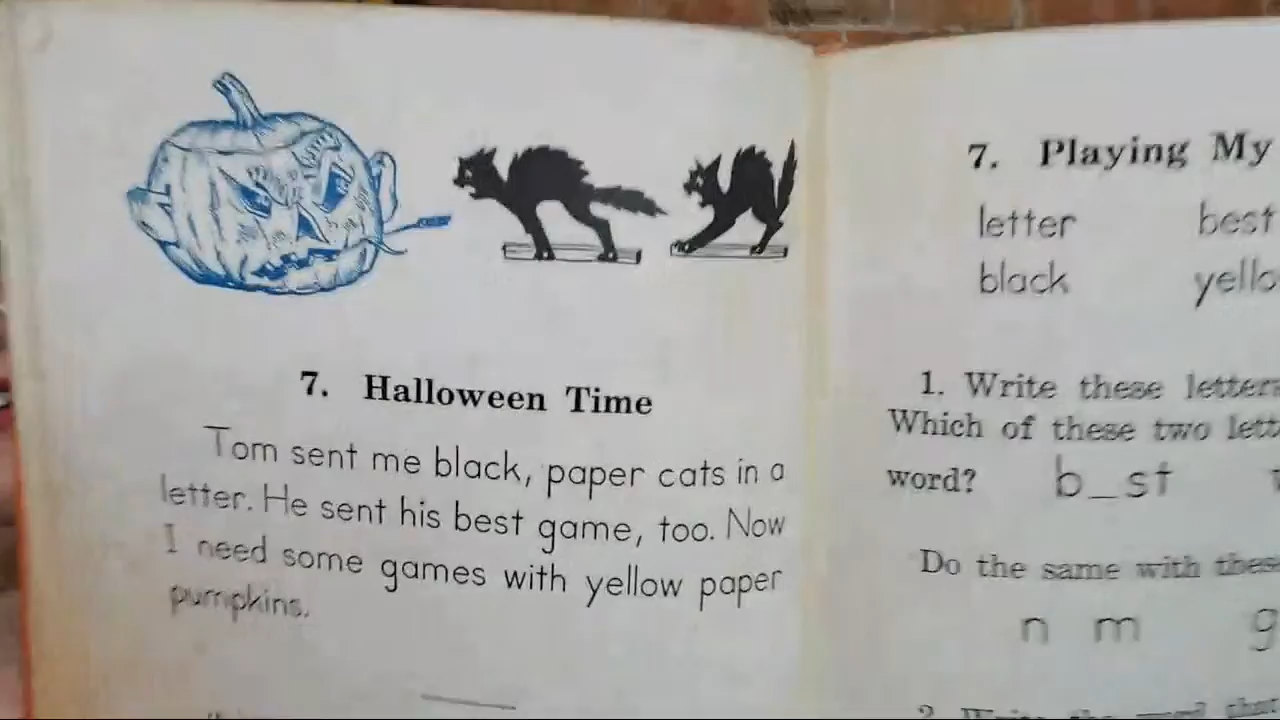 7. Halloween Time
Tom sent me black, paper cats in a
letter. He sent his best game, too. Now
I need some games with yellow paper
pumpkins.
7. Playing My
letter best
black
1. Write these
Which of these two
word? b_st
Do the same with
n m g